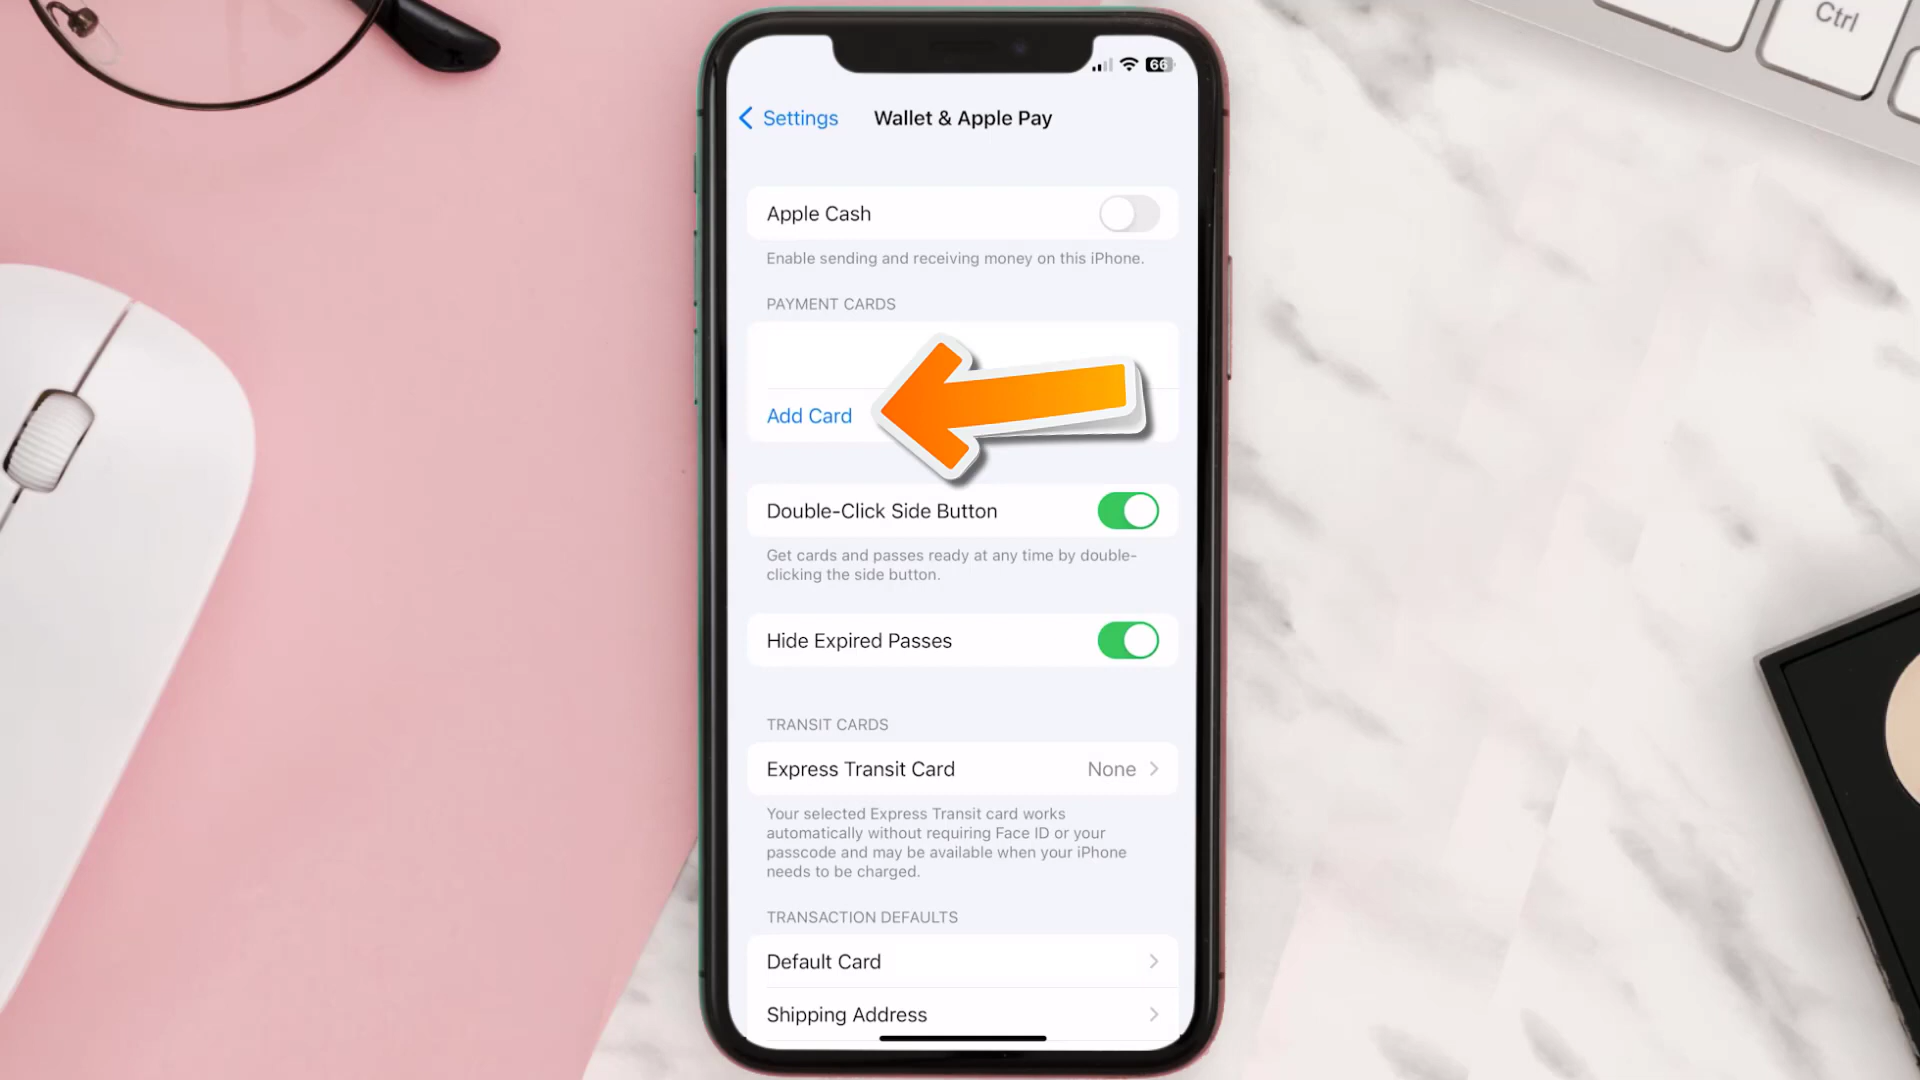 Ctrl
66
Settings
Wallet & Apple Pay
Apple Cash
Enable sending and receiving money on this iPhone.
PAYMENT CARDS
Add Card
Double-Click Side Button
Get cards and passes ready at any time by double-
clicking the side button.
Hide Expired Passes
TRANSIT CARDS
Express Transit Card None
Your selected Express Transit card works
automatically without requiring Face ID or your
passcode and may be available when your iPhone
needs to be charged.
TRANSACTION DEFAULTS
Default Card
Shipping Address